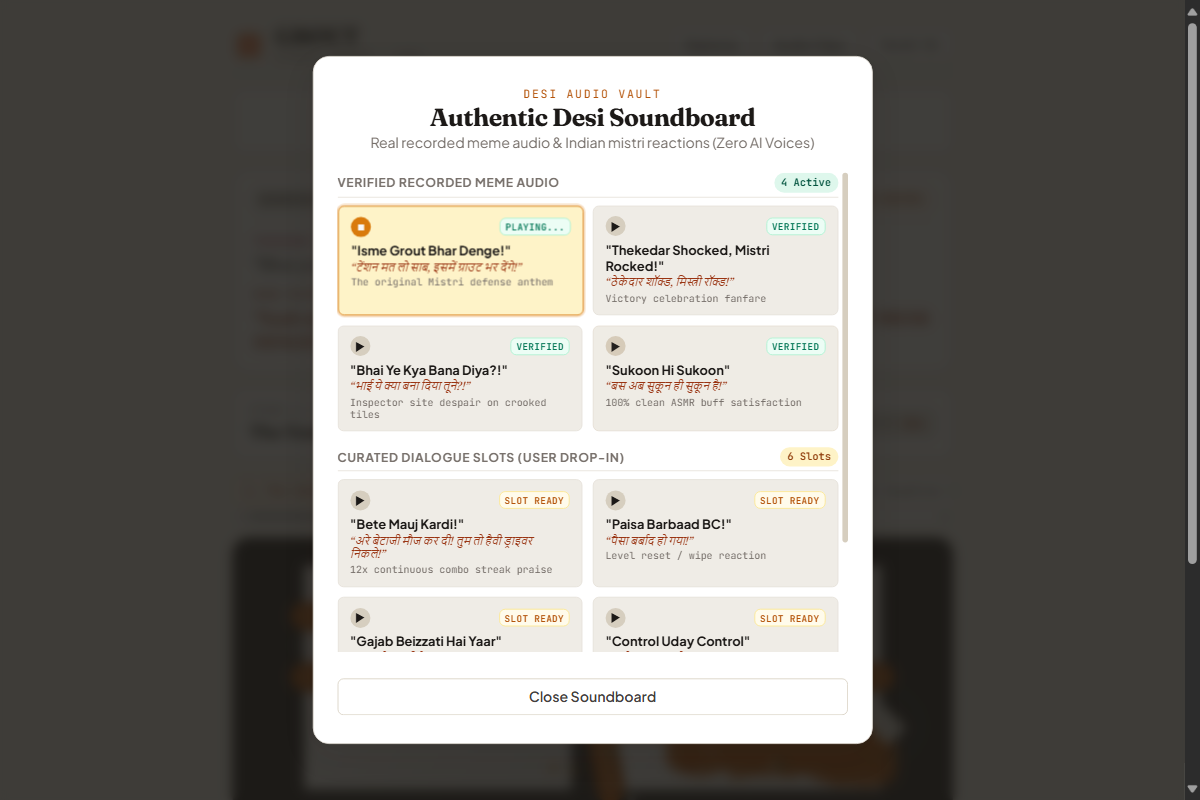 DESI AUDIO VAULT
Authentic Desi Soundboard
Real recorded meme audio & Indian mistri reactions (Zero AI Voices)
VERIFIED RECORDED MEME AUDIO
4 Active
PLAYING...
"Isme Grout Bhar Denge!"
“टेंशन मत लो साब, इसमें ग्राउट भर देंगे!”
The original Mistri defense anthem
VERIFIED
"Thekedar Shocked, Mistri
Rocked!"
“ठेकेदार शॉक्ड, मिस्त्री रॉक्ड!”
Victory celebration fanfare
VERIFIED
"Bhai Ye Kya Bana Diya?!"
“भाई ये क्या बना दिया तूने?!”
Inspector site despair on crooked
tiles
VERIFIED
"Sukoon Hi Sukoon"
“बस अब सुकून ही सुकून है!”
100% clean ASMR buff satisfaction
CURATED DIALOGUE SLOTS (USER DROP-IN)
6 Slots
SLOT READY
"Bete Mauj Kardi!"
“अरे बेटाजी मौज कर दी! तुम तो हैवी ड्राइवर
निकले!”
12x continuous combo streak praise
SLOT READY
"Paisa Barbaad BC!"
“पैसा बर्बाद हो गया!”
Level reset / wipe reaction
SLOT READY
"Gajab Beizzati Hai Yaar"
SLOT READY
"Control Uday Control"
Close Soundboard